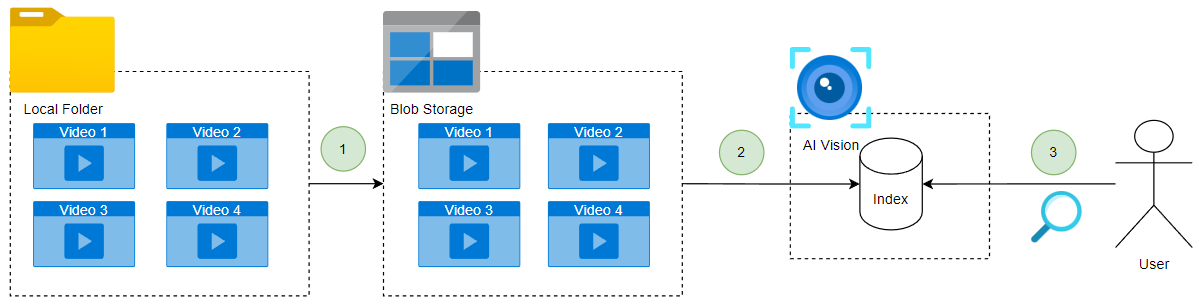 Local Folder
Video 1
Video 2
Video 3
Video 4
1
Blob Storage
Video 1
Video 2
Video 3
Video 4
2
AI Vision
Index
3
User